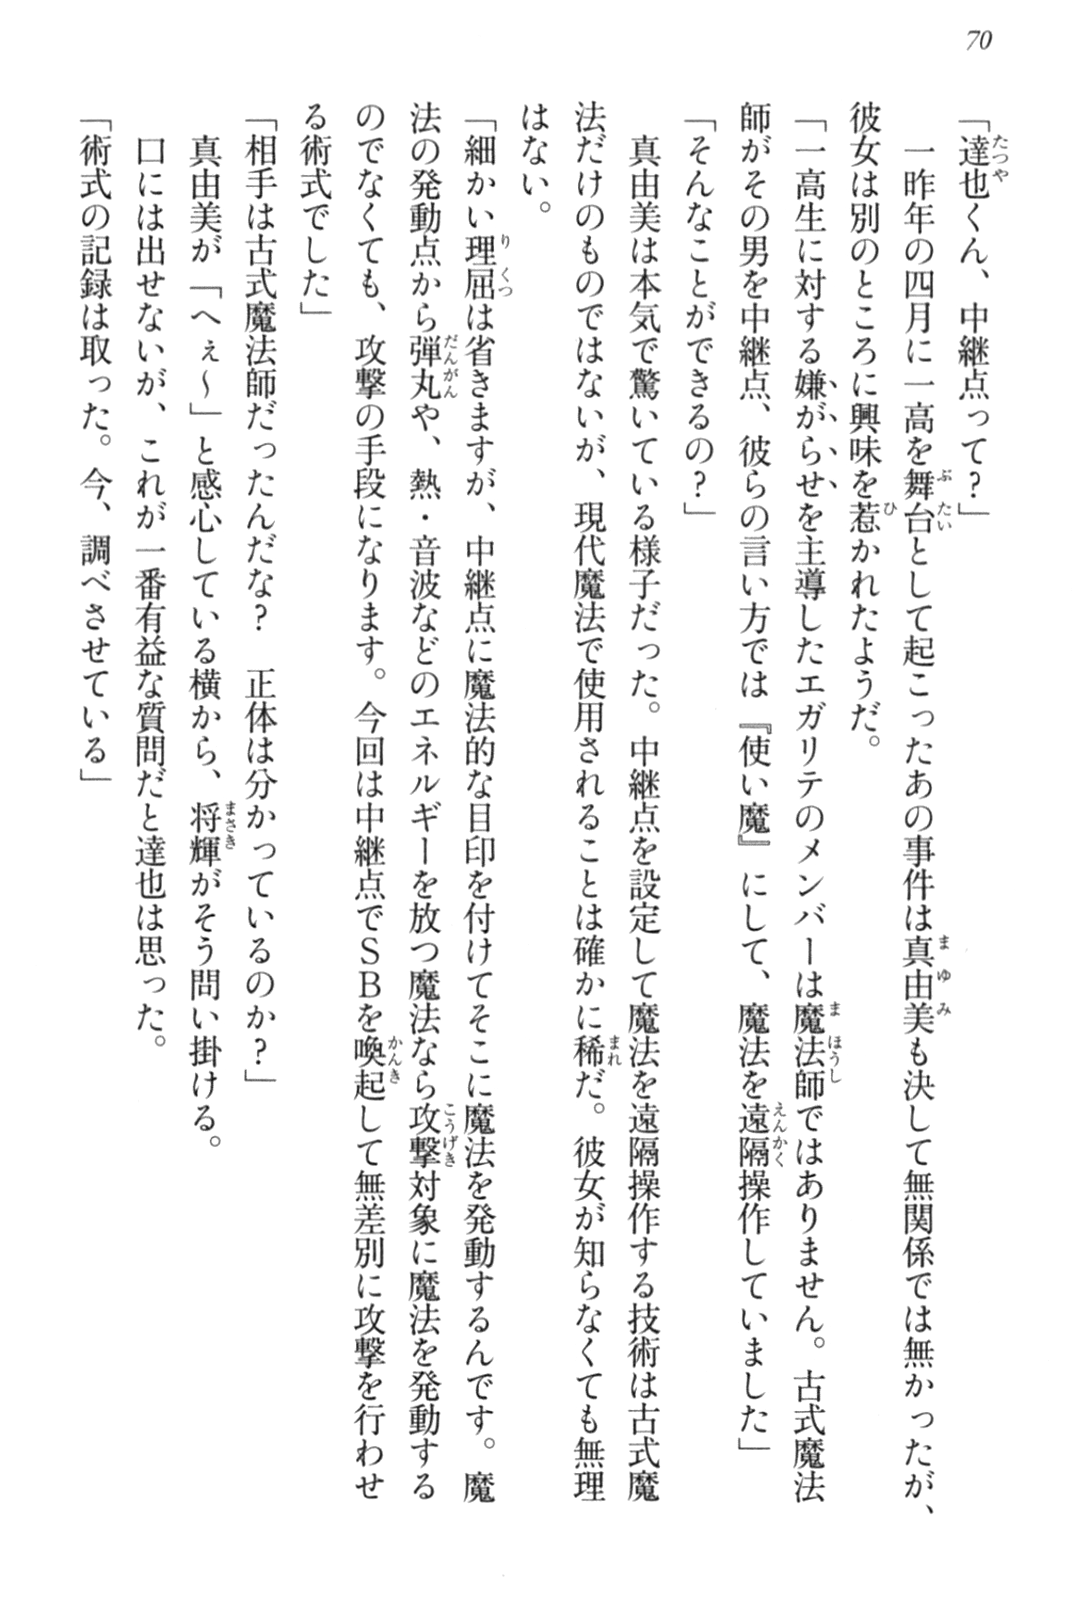 70
「達也くん、中継点って？」
　一昨年の四月に一高を舞台として起こったあの事件は真由美も決して無関係では無かったが、
彼女は別のところに興味を惹かれたようだ。
「一高生に対する嫌がらせを主導したエガリテのメンバーは魔法師ではありません。古式魔法
師がその男を中継点、彼らの言い方では『使い魔』にして、魔法を遠隔操作していました」
「そんなことができるの？」
　真由美は本気で驚いている様子だった。中継点を設定して魔法を遠隔操作する技術は古式魔
法だけのものではないが、現代魔法で使用されることは確かに稀だ。彼女が知らなくても無理
はない。
「細かい理屈は省きますが、中継点に魔法的な目印を付けてそこに魔法を発動するんです。魔
法の発動点から弾丸や、熱・音波などのエネルギーを放つ魔法なら攻撃対象に魔法を発動する
のでなくても、攻撃の手段になります。今回は中継点でＳＢを喚起して無差別に攻撃を行わせ
る術式でした」
「相手は古式魔法師だったんだな？　正体は分かっているのか？」
　真由美が「へぇ～」と感心している横から、将輝がそう問い掛ける。
　口には出せないが、これが一番有益な質問だと達也は思った。
「術式の記録は取った。今、調べさせている」